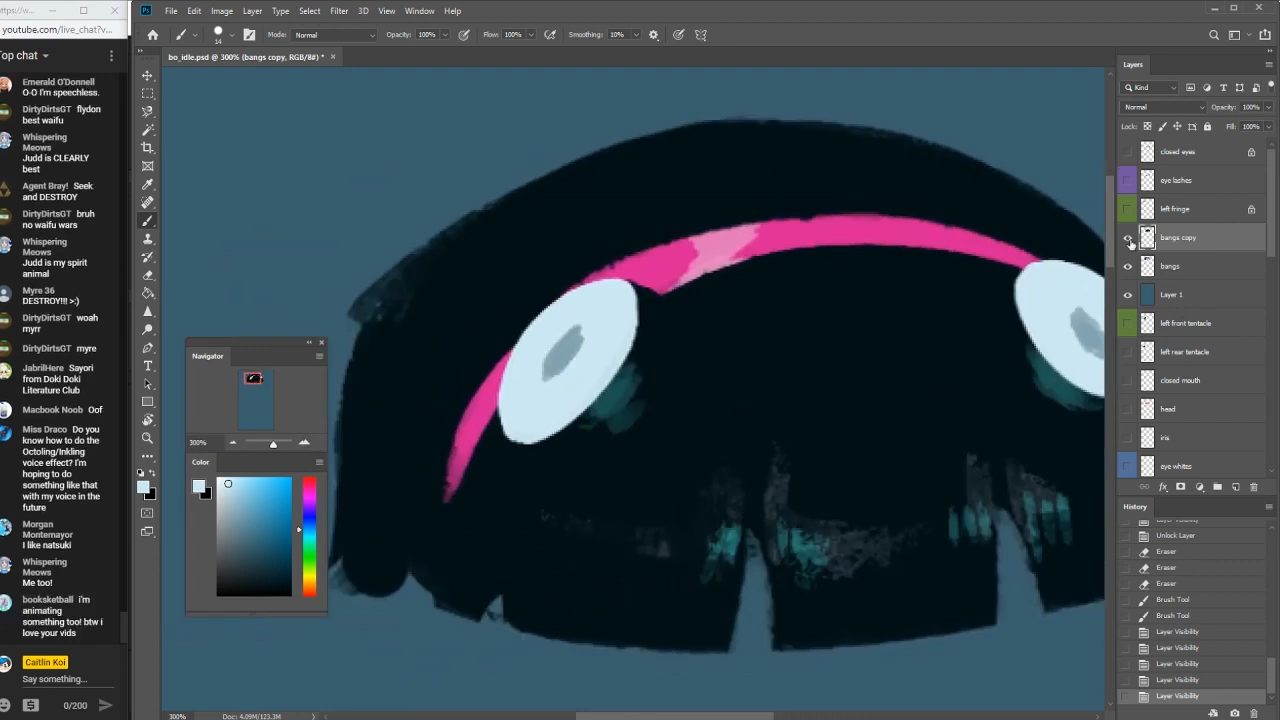 https://w...
youtube.com/live_chat?v...
Top chat
Emerald O'Donnell
O-O I'm speechless.
DirtyDirtsGT flydon
best waifu
Whispering
Meows
Judd is CLEARLY
best
Agent Bray! Seek
and DESTROY
DirtyDirtsGT bruh
no waifu wars
Whispering
Meows
Judd is my spirit
animal
Myre 36
DESTROY!!! >:)
DirtyDirtsGT woah
myrr
DirtyDirtsGT myre
JabrilHere Sayori
from Doki Doki
Literature Club
Macbook Noob Oof
Miss Draco Do you
know how to do the
Octoling/Inkling
voice effect? I'm
hoping to do
something like that
with my voice in the
future
Morgan
Montemayor
I like natsuki
Whispering
Meows
Me too!
booksketball i'm
animating
something too! btw i
love your vids
Caitlin Koi
Say something...
0/200
Ps File Edit Image Layer Type Select Filter 3D View Window Help
14 Mode: Normal Opacity: 100% Flow: 100% Smoothing: 10%
bo_idle.psd @ 300% (bangs copy, RGB/8#) *
Navigator
300%
Color
Layers
Kind
Normal Opacity: 100%
Lock: Fill: 100%
closed eyes
eye lashes
left fringe
bangs copy
bangs
Layer 1
left front tentacle
left rear tentacle
closed mouth
head
iris
eye whites
History
Layer Visibility
Unlock Layer
Eraser
Eraser
Eraser
Brush Tool
Brush Tool
Layer Visibility
Layer Visibility
Layer Visibility
Layer Visibility
Layer Visibility
300% Doc: 4.09M/123.3M